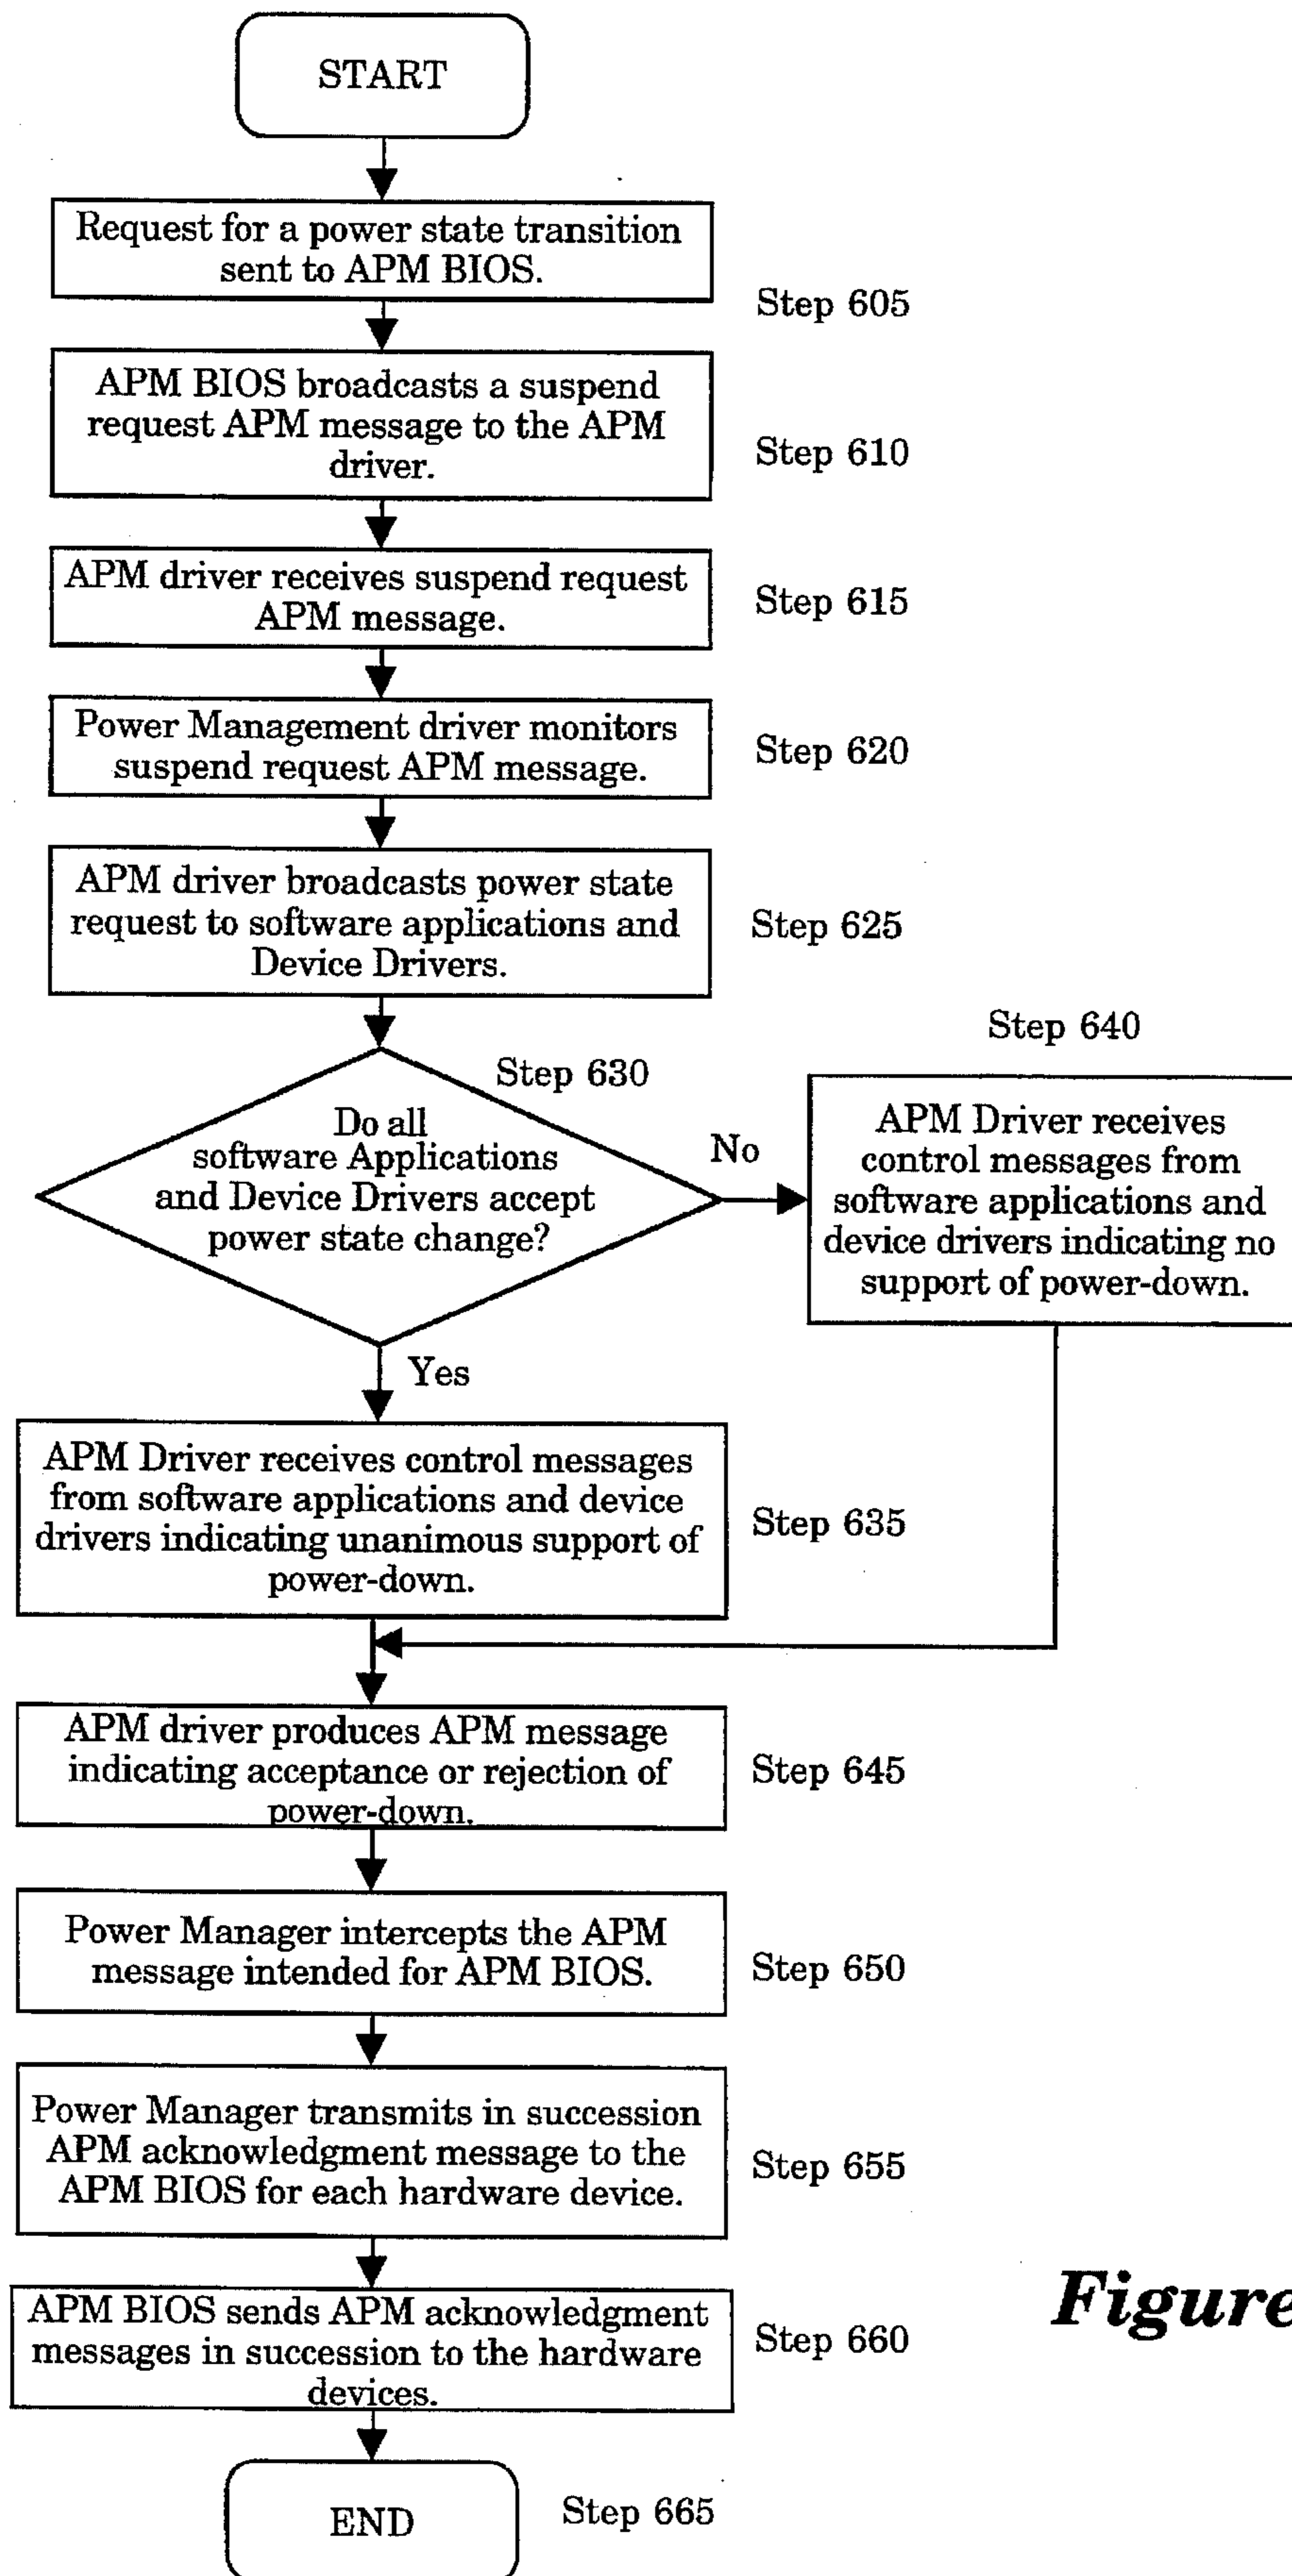 START
Request for a power state transition
sent to APM BIOS.
Step 605
APM BIOS broadcasts a suspend
request APM message to the APM
driver.
Step 610
APM driver receives suspend request
APM message.
Step 615
Power Management driver monitors
suspend request APM message.
Step 620
APM driver broadcasts power state
request to software applications and
Device Drivers.
Step 625
Step 630
Do all
software Applications
and Device Drivers accept
power state change?
No
Step 640
APM Driver receives
control messages from
software applications and
device drivers indicating no
support of power-down.
Yes
APM Driver receives control messages
from software applications and device
drivers indicating unanimous support of
power-down.
Step 635
APM driver produces APM message
indicating acceptance or rejection of
power-down.
Step 645
Power Manager intercepts the APM
message intended for APM BIOS.
Step 650
Power Manager transmits in succession
APM acknowledgment message to the
APM BIOS for each hardware device.
Step 655
APM BIOS sends APM acknowledgment
messages in succession to the hardware
devices.
Step 660
Figure
END
Step 665